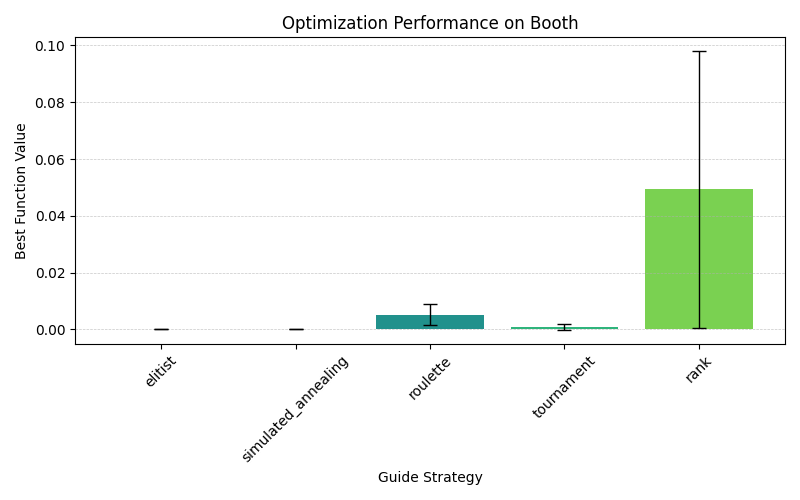 Optimization Performance on Booth
Best Function Value
0.10
0.08
0.06
0.04
0.02
0.00
elitist
simulated_annealing
roulette
tournament
rank
Guide Strategy